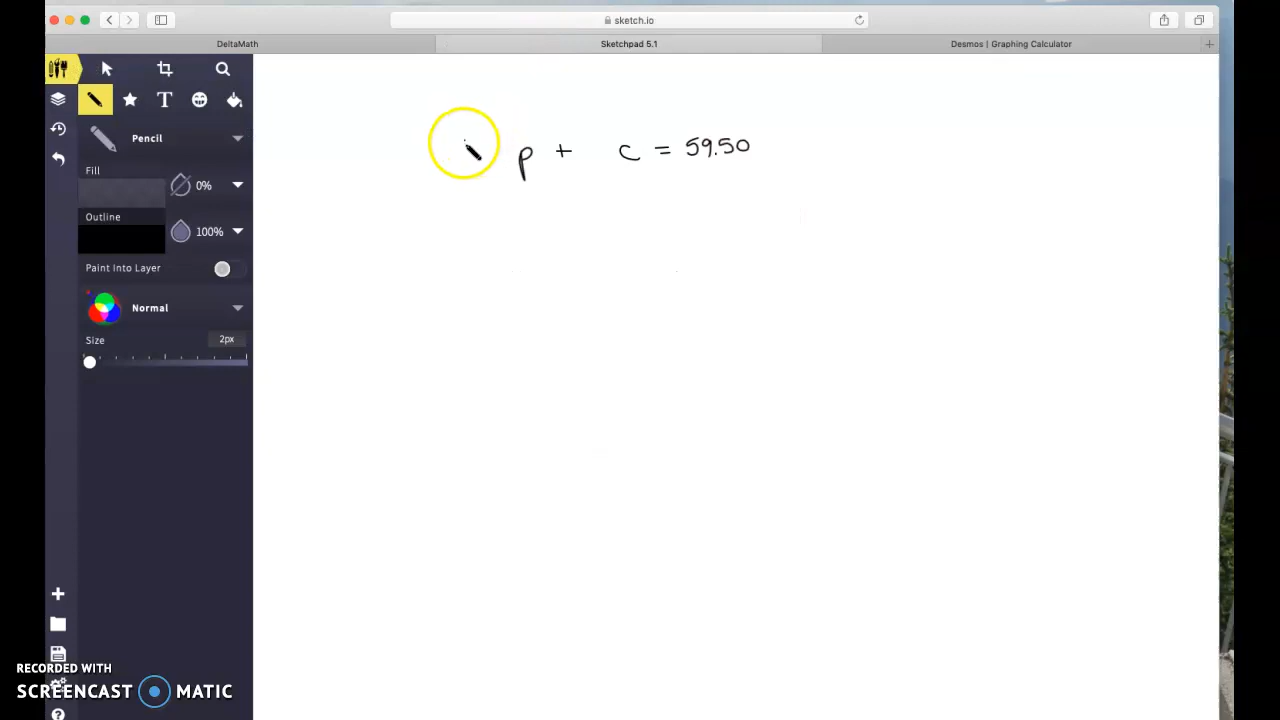 sketch.io
DeltaMath
Sketchpad 5.1
Desmos | Graphing Calculator
Pencil
Fill
0%
Outline
100%
Paint Into Layer
Normal
Size
2px
p + c = 59.50
RECORDED WITH
SCREENCAST MATIC